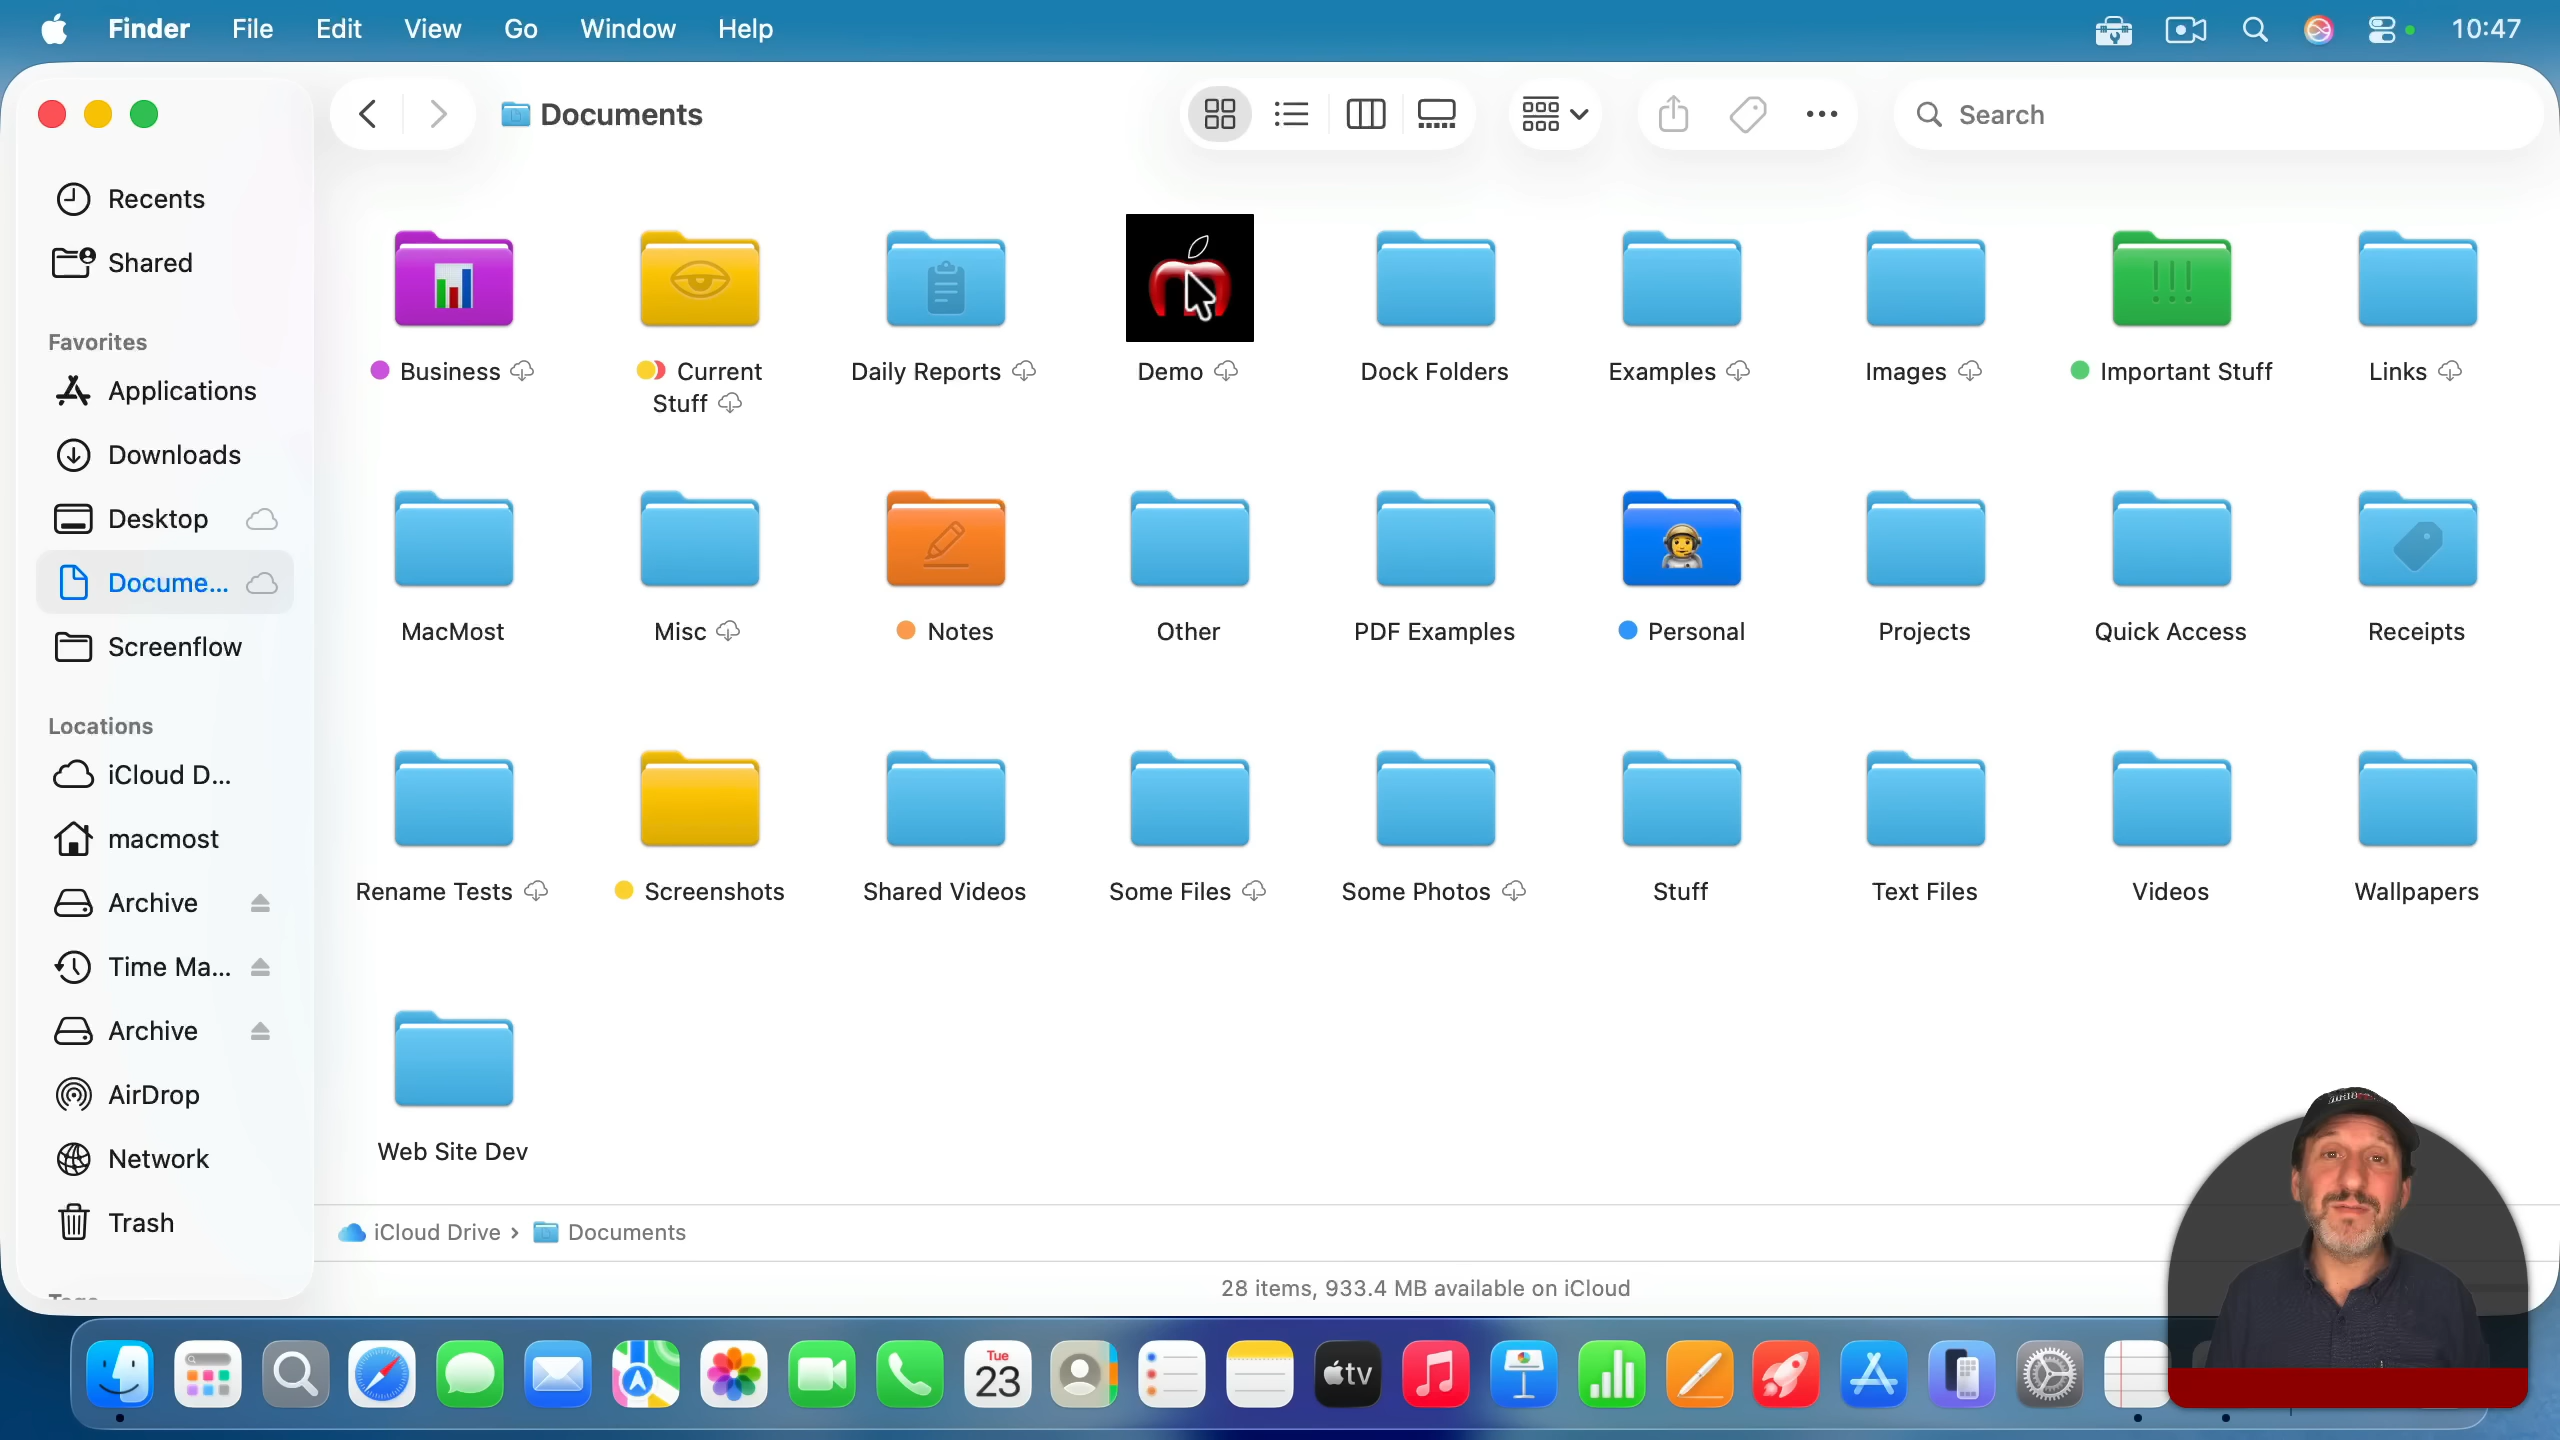 Finder File Edit View Go Window Help 10:47
Documents
Search
Recents
Shared
Favorites
Applications
Downloads
Desktop
Docume...
Screenflow
Locations
iCloud D...
macmost
Archive
Time Ma...
Archive
AirDrop
Network
Trash
Business
Current
Stuff
Daily Reports
Demo
Dock Folders
Examples
Images
!!!
Important Stuff
Links
MacMost
Misc
Notes
Other
PDF Examples
Personal
Projects
Quick Access
Receipts
Rename Tests
Screenshots
Shared Videos
Some Files
Some Photos
Stuff
Text Files
Videos
Wallpapers
Web Site Dev
iCloud Drive › Documents
28 items, 933.4 MB available on iCloud
Tue
23
tv